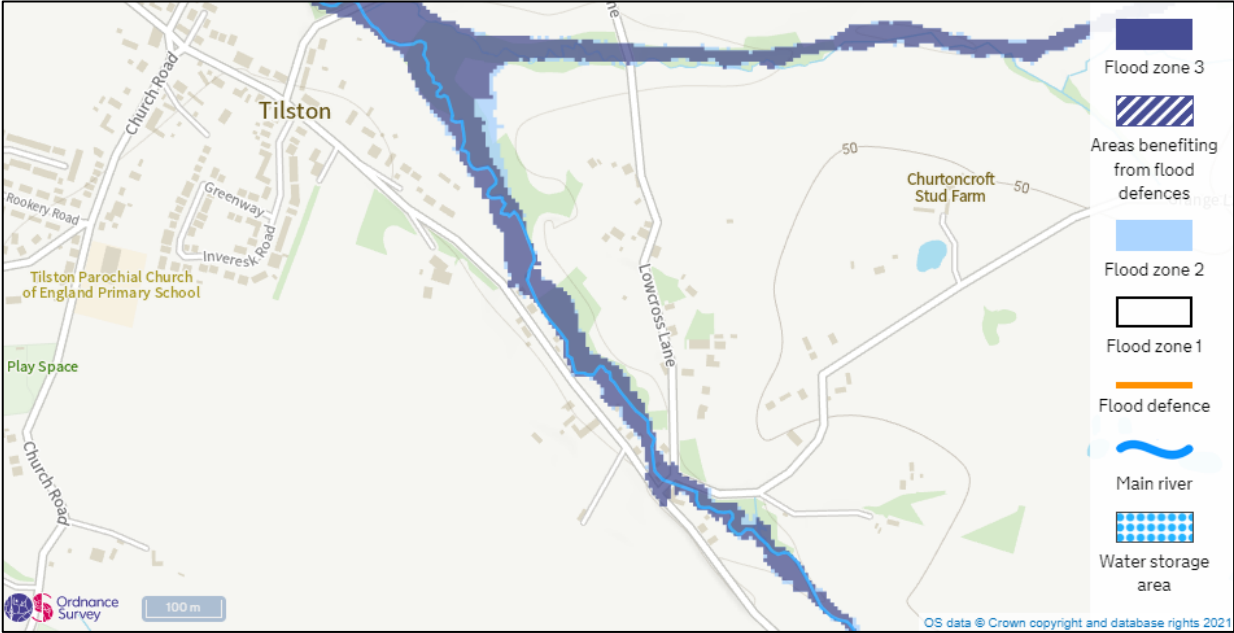 ne
Church Road
Tilston
50
Churtoncroft
Stud Farm
50
Greenway
Rookery Road
Inveresk Road
Tilston Parochial Church
of England Primary School
Lowcross Lane
Play Space
Church Road
Ordnance
Survey
100 m
Flood zone 3
Areas benefiting
from flood
defences
Flood zone 2
Flood zone 1
Flood defence
Main river
Water storage
area
OS data © Crown copyright and database rights 2021